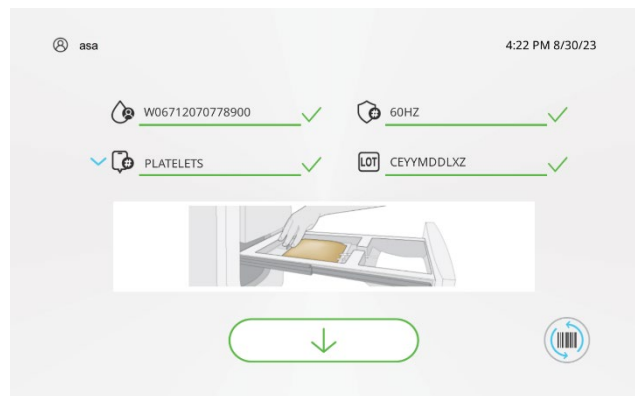 asa
4:22 PM 8/30/23
W06712070778900
60HZ
PLATELETS
LOT
CEYYMDDLXZ